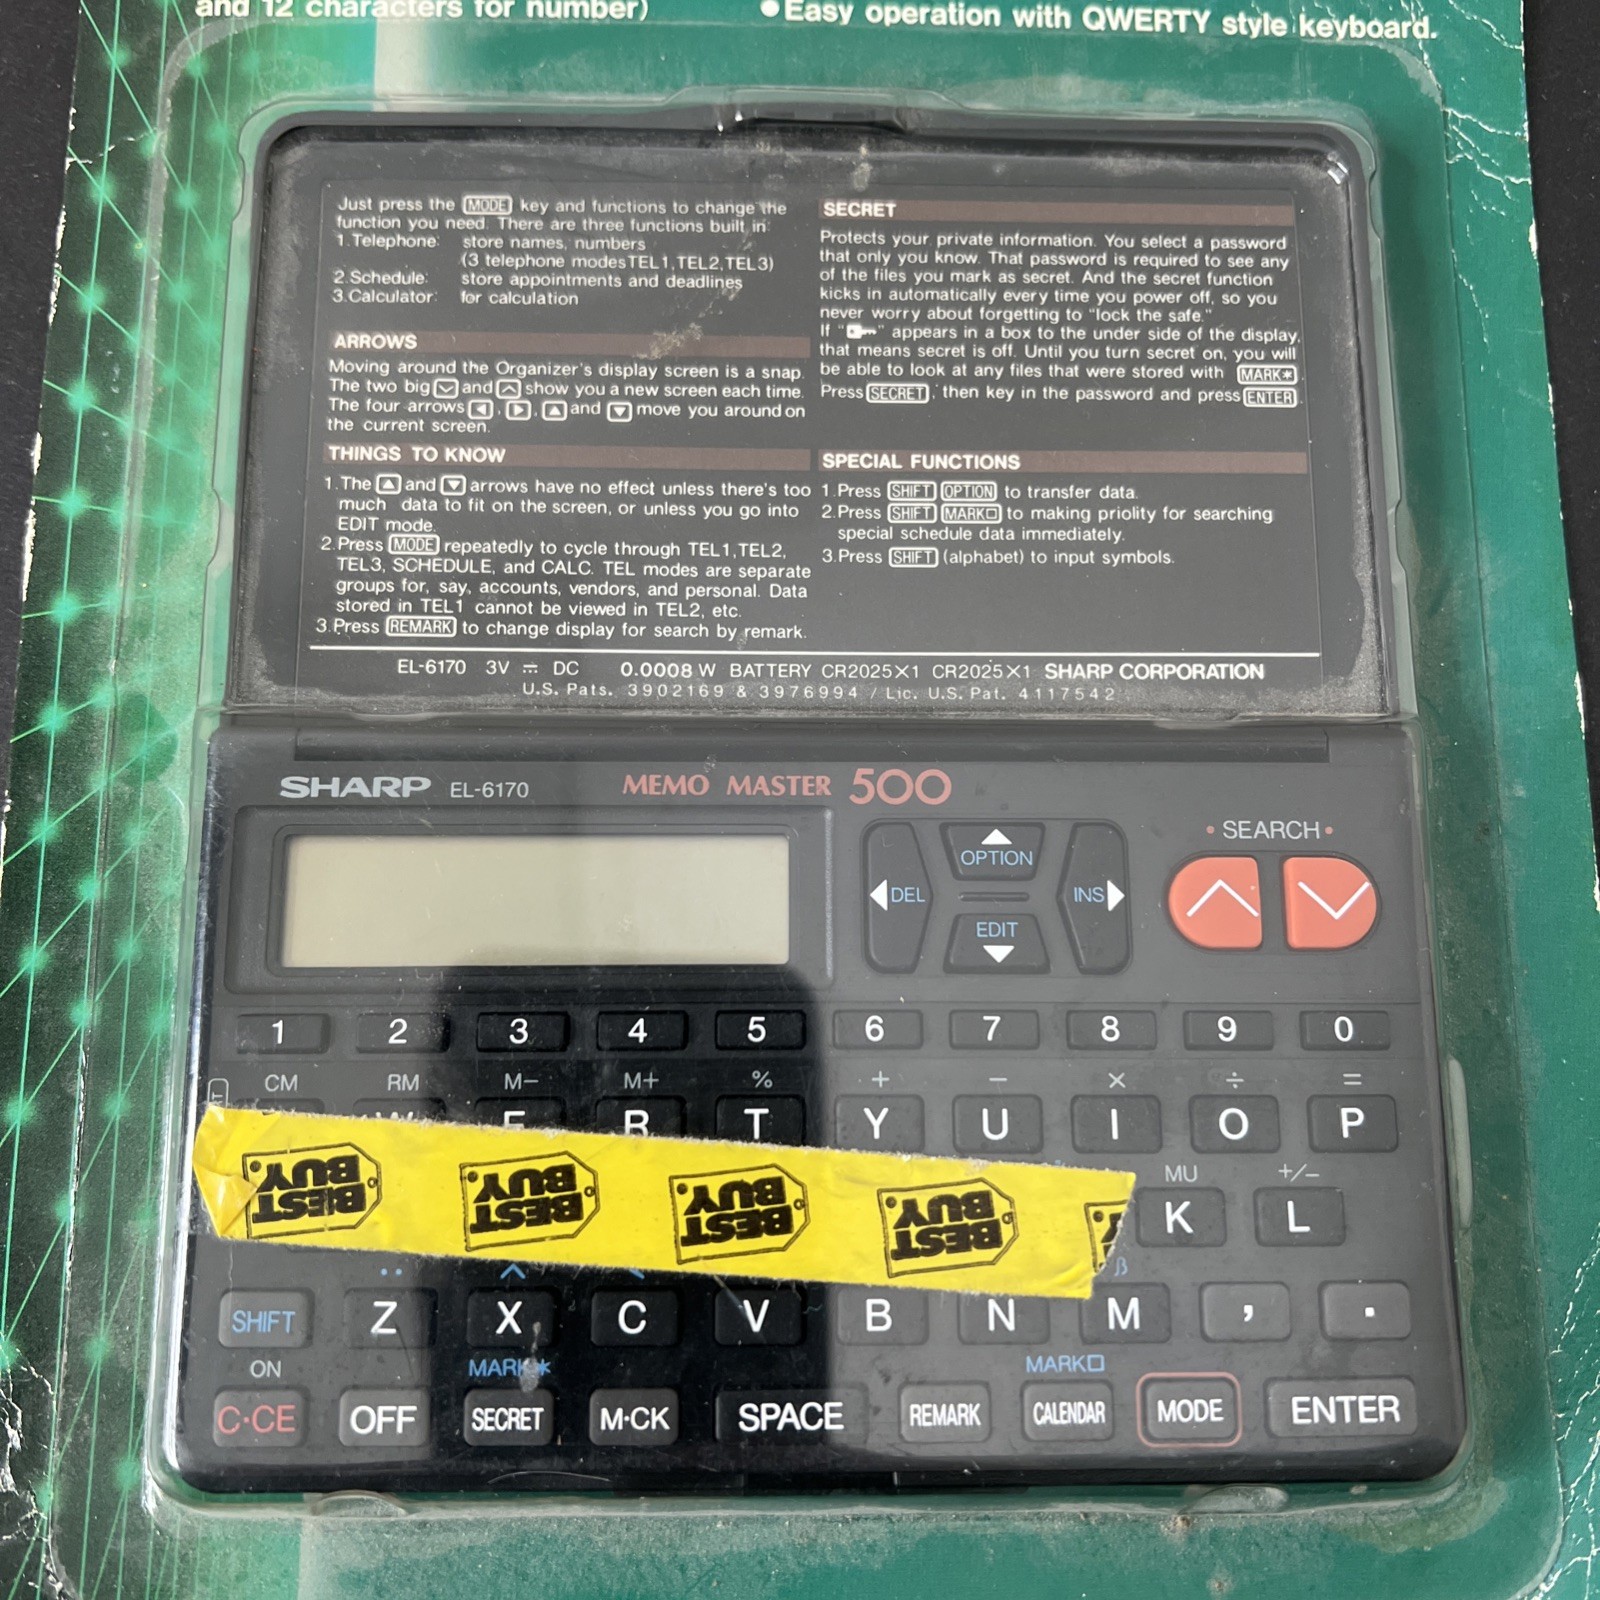 and 12 characters for number)
●Easy operation with QWERTY style keyboard.
Just press the MODE key and functions to change the
function you need. There are three functions built in:
1.Telephone: store names, numbers
(3 telephone modes TEL1,TEL2,TEL3)
2.Schedule: store appointments and deadlines
3.Calculator: for calculation
ARROWS
Moving around the Organizer's display screen is a snap.
The two big and show you a new screen each time.
The four arrows ◀, ▶, ▲ and ▼ move you around on
the current screen.
THINGS TO KNOW
1.The ▲ and ▼ arrows have no effect unless there's too
much data to fit on the screen, or unless you go into
EDIT mode.
2.Press MODE repeatedly to cycle through TEL1,TEL2,
TEL3, SCHEDULE, and CALC. TEL modes are separate
groups for, say, accounts, vendors, and personal. Data
stored in TEL1 cannot be viewed in TEL2, etc.
3.Press REMARK to change display for search by remark.
SECRET
Protects your private information. You select a password
that only you know. That password is required to see any
of the files you mark as secret. And the secret function
kicks in automatically every time you power off, so you
never worry about forgetting to "lock the safe."
If " " appears in a box to the under side of the display,
that means secret is off. Until you turn secret on, you will
be able to look at any files that were stored with MARK*.
Press SECRET, then key in the password and press ENTER.
SPECIAL FUNCTIONS
1.Press SHIFT OPTION to transfer data.
2.Press SHIFT MARK□ to making priolity for searching
special schedule data immediately.
3.Press SHIFT (alphabet) to input symbols.
EL-6170 3V ⎓ DC 0.0008 W BATTERY CR2025×1 CR2025×1 SHARP CORPORATION
U.S. Pats. 3902169 & 3976994 / Lic. U.S. Pat. 4117542
SHARP EL-6170 MEMO MASTER 500
• SEARCH •
▲ OPTION
◀ DEL INS ▶
EDIT ▼
1 2 3 4 5 6 7 8 9 0
CM RM M− M+ % + − × ÷ =
E R T Y U I O P
MU +/−
K L
BEST BUY BEST BUY BEST BUY BEST BUY
β
SHIFT Z X C V B N M , .
ON MARK* MARK□
C·CE OFF SECRET M·CK SPACE REMARK CALENDAR MODE ENTER